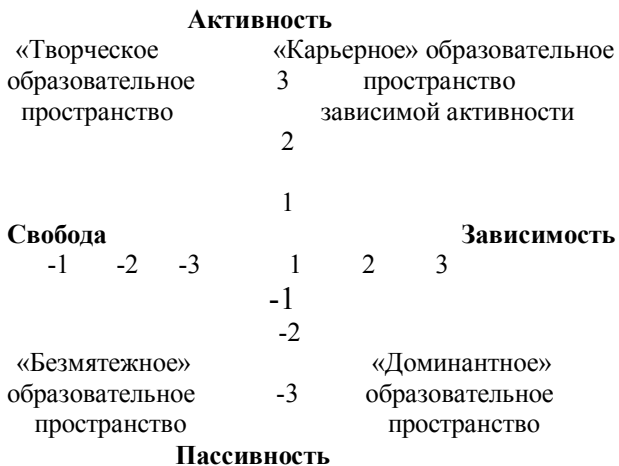 Активность
«Творческое «Карьерное» образовательное
образовательное 3 пространство
пространство зависимой активности
2
1
Свобода Зависимость
-1 -2 -3 1 2 3
-1
-2
«Безмятежное» «Доминантное»
образовательное -3 образовательное
пространство пространство
Пассивность